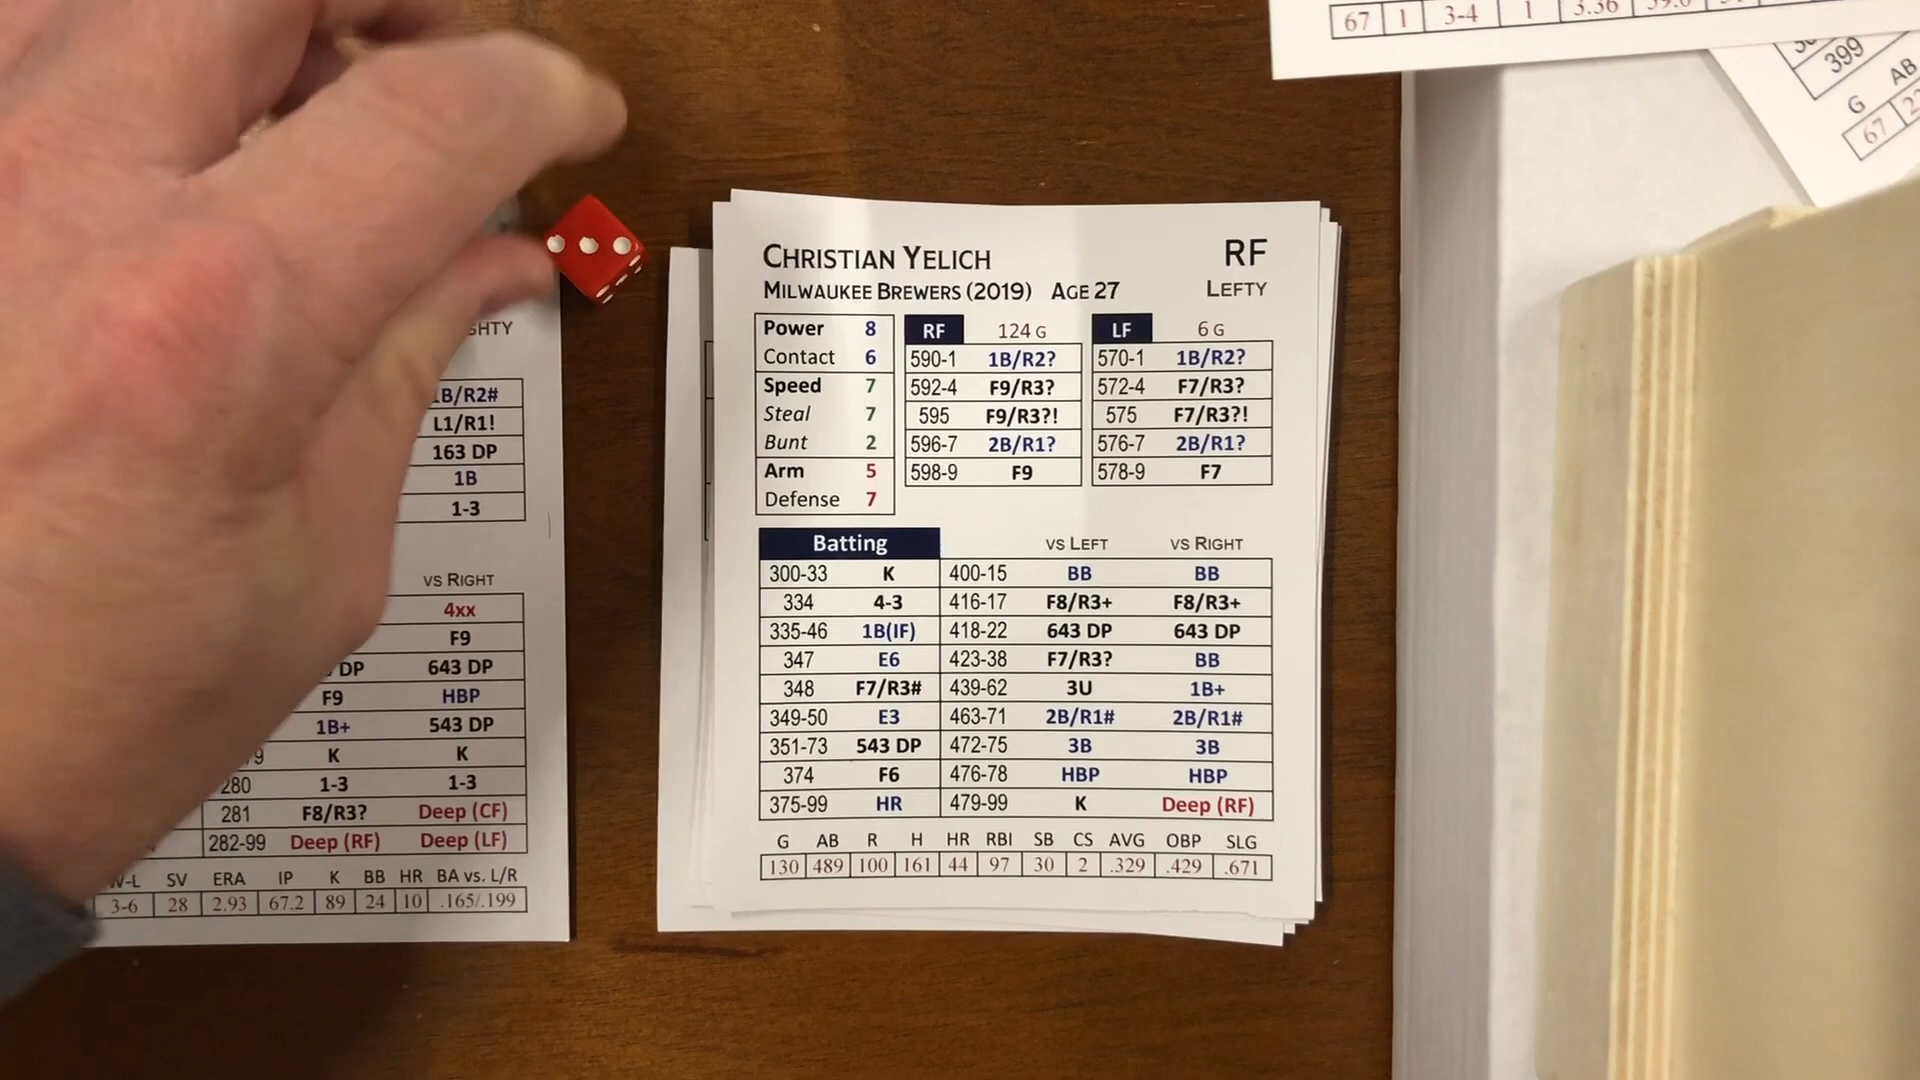 67 1 3-4 1 3.36
399
G AB
67
CHRISTIAN YELICH RF
MILWAUKEE BREWERS (2019) AGE 27 LEFTY
Power 8
Contact 6
Speed 7
Steal 7
Bunt 2
Arm 5
Defense 7
RF 124 G
590-1 1B/R2?
592-4 F9/R3?
595 F9/R3?!
596-7 2B/R1?
598-9 F9
LF 6 G
570-1 1B/R2?
572-4 F7/R3?
575 F7/R3?!
576-7 2B/R1?
578-9 F7
Batting VS LEFT VS RIGHT
300-33 K 400-15 BB BB
334 4-3 416-17 F8/R3+ F8/R3+
335-46 1B(IF) 418-22 643 DP 643 DP
347 E6 423-38 F7/R3? BB
348 F7/R3# 439-62 3U 1B+
349-50 E3 463-71 2B/R1# 2B/R1#
351-73 543 DP 472-75 3B 3B
374 F6 476-78 HBP HBP
375-99 HR 479-99 K Deep (RF)
G AB R H HR RBI SB CS AVG OBP SLG
130 489 100 161 44 97 30 2 .329 .429 .671
1B/R2#
L1/R1!
163 DP
1B
1-3
VS RIGHT
4xx
F9
DP 643 DP
F9 HBP
1B+ 543 DP
K K
280 1-3 1-3
281 F8/R3? Deep (CF)
282-99 Deep (RF) Deep (LF)
W-L SV ERA IP K BB HR BA vs. L/R
3-6 28 2.93 67.2 89 24 10 .165/.199